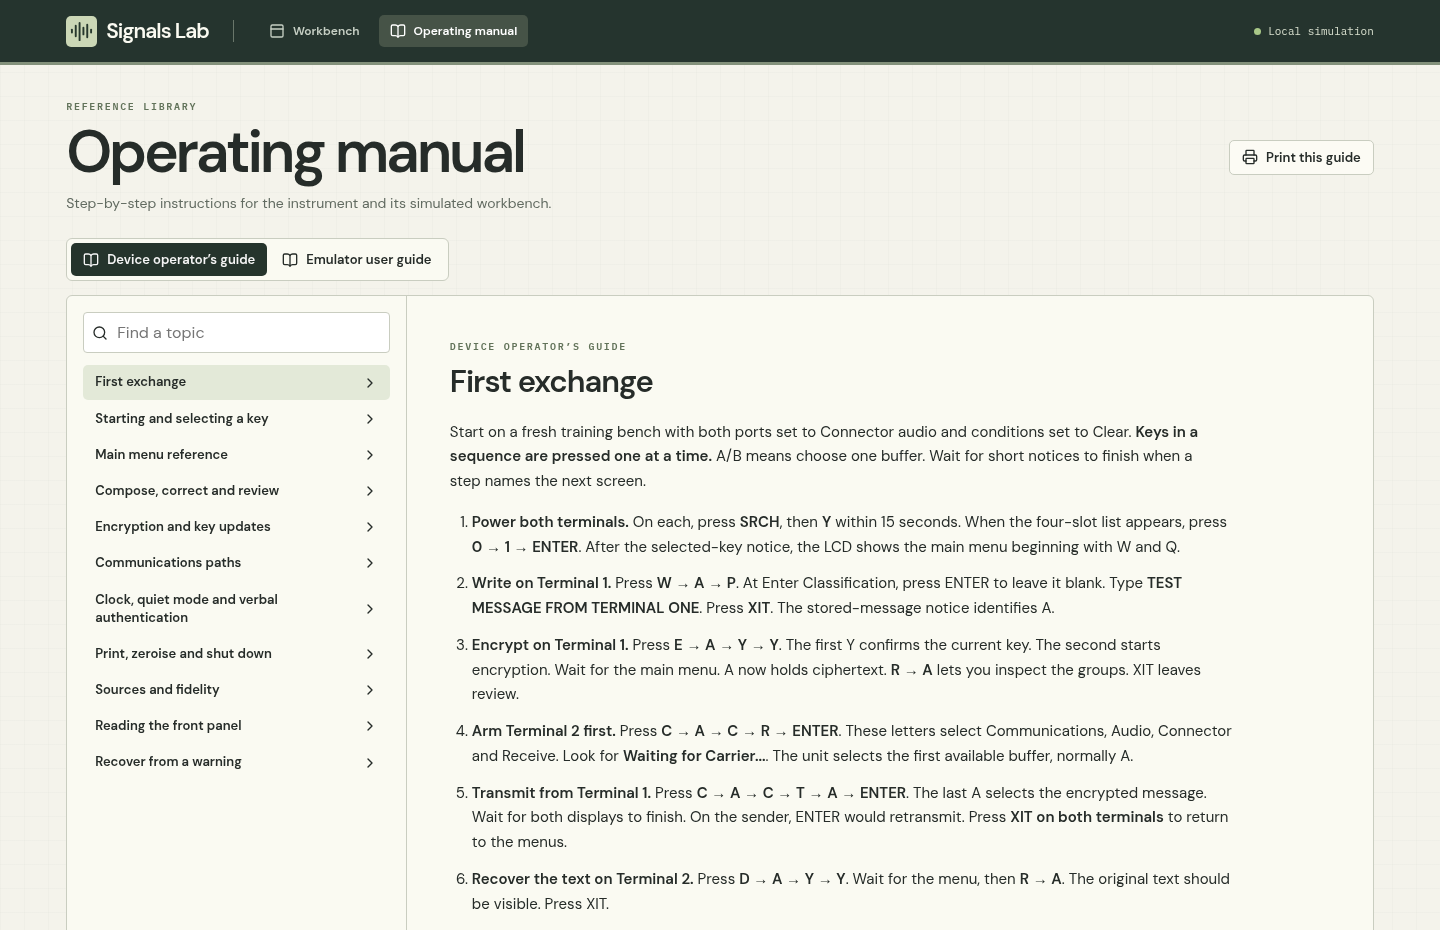 Signals Lab
Workbench
Operating manual
Local simulation
REFERENCE LIBRARY
Operating manual
Print this guide
Step-by-step instructions for the instrument and its simulated workbench.
Device operator’s guide
Emulator user guide
Find a topic
First exchange
Starting and selecting a key
Main menu reference
Compose, correct and review
Encryption and key updates
Communications paths
Clock, quiet mode and verbal
authentication
Print, zeroise and shut down
Sources and fidelity
Reading the front panel
Recover from a warning
DEVICE OPERATOR’S GUIDE
First exchange
Start on a fresh training bench with both ports set to Connector audio and conditions set to Clear. Keys in a
sequence are pressed one at a time. A/B means choose one buffer. Wait for short notices to finish when a
step names the next screen.
1. Power both terminals. On each, press SRCH, then Y within 15 seconds. When the four-slot list appears, press
0 → 1 → ENTER. After the selected-key notice, the LCD shows the main menu beginning with W and Q.
2. Write on Terminal 1. Press W → A → P. At Enter Classification, press ENTER to leave it blank. Type TEST
MESSAGE FROM TERMINAL ONE. Press XIT. The stored-message notice identifies A.
3. Encrypt on Terminal 1. Press E → A → Y → Y. The first Y confirms the current key. The second starts
encryption. Wait for the main menu. A now holds ciphertext. R → A lets you inspect the groups. XIT leaves
review.
4. Arm Terminal 2 first. Press C → A → C → R → ENTER. These letters select Communications, Audio, Connector
and Receive. Look for Waiting for Carrier.... The unit selects the first available buffer, normally A.
5. Transmit from Terminal 1. Press C → A → C → T → A → ENTER. The last A selects the encrypted message.
Wait for both displays to finish. On the sender, ENTER would retransmit. Press XIT on both terminals to return
to the menus.
6. Recover the text on Terminal 2. Press D → A → Y → Y. Wait for the menu, then R → A. The original text should
be visible. Press XIT.